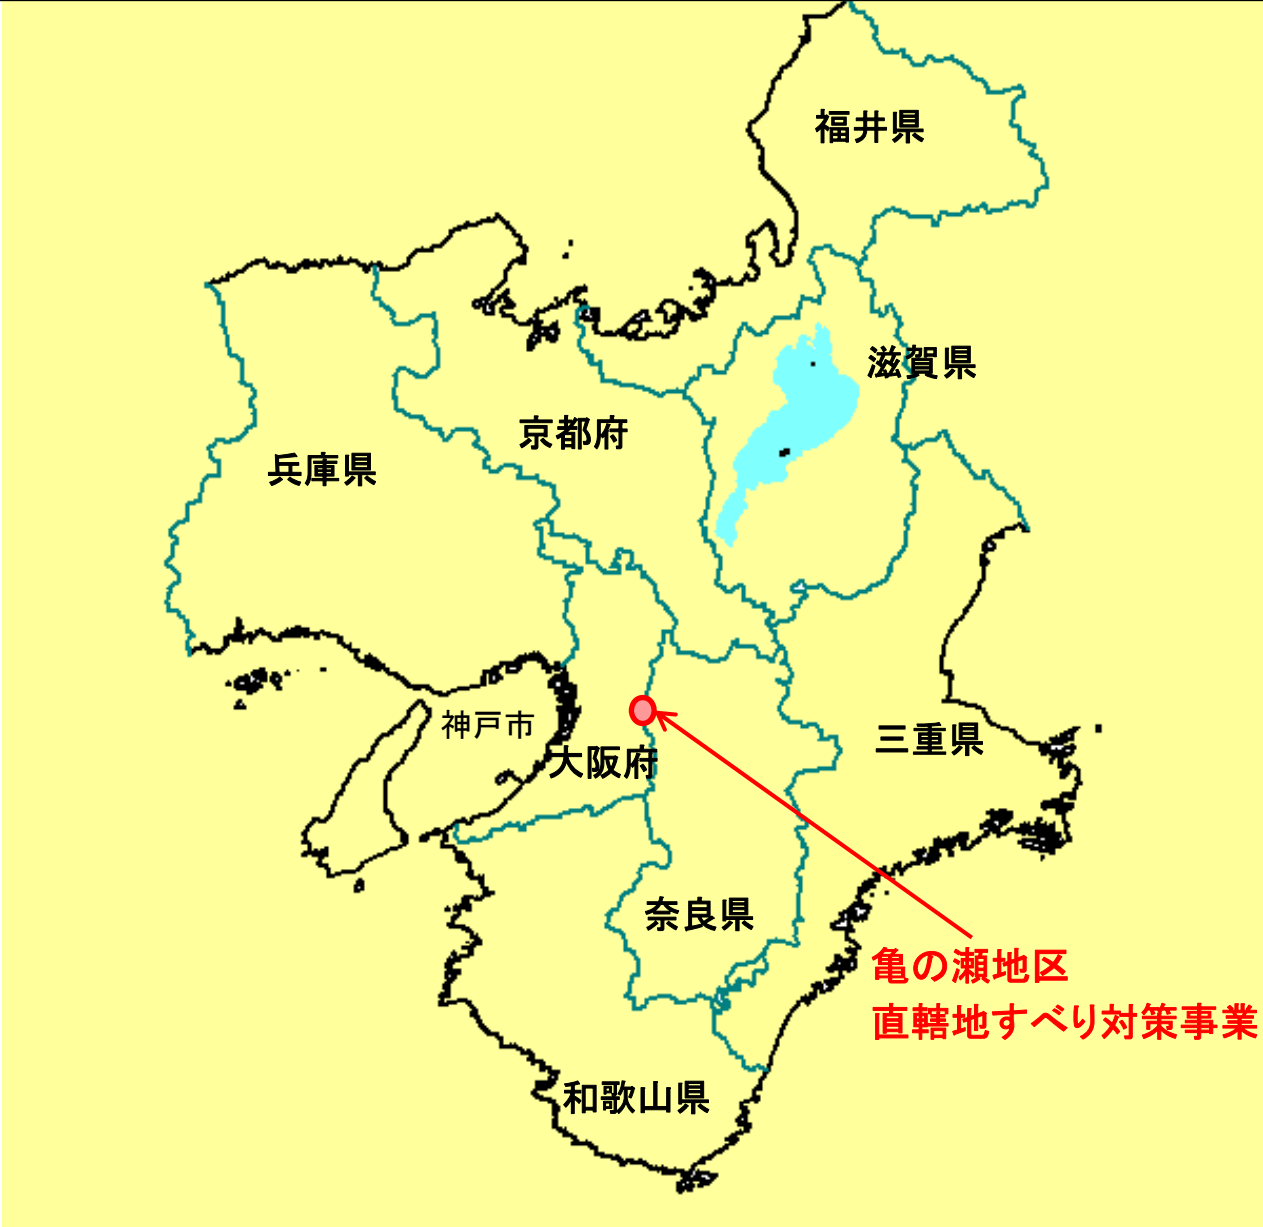 福井県
滋賀県
京都府
兵庫県
神戸市
三重県
大阪府
奈良県
亀の瀬地区
直轄地すべり対策事業
和歌山県